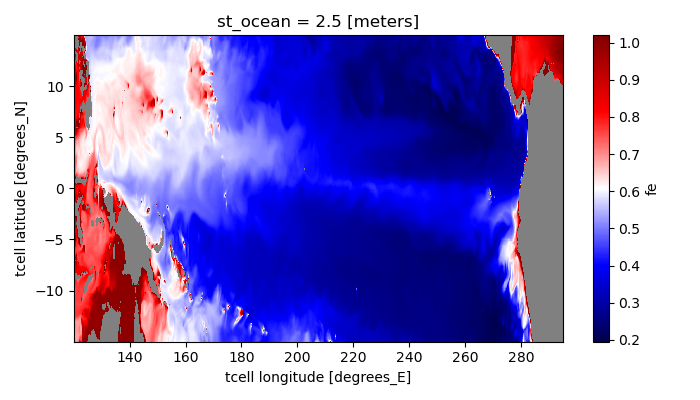 st_ocean = 2.5 [meters]
10
5
0
−5
−10
tcell latitude [degrees_N]
140 160 180 200 220 240 260 280
tcell longitude [degrees_E]
1.0
0.9
0.8
0.7
0.6
0.5
0.4
0.3
0.2
fe